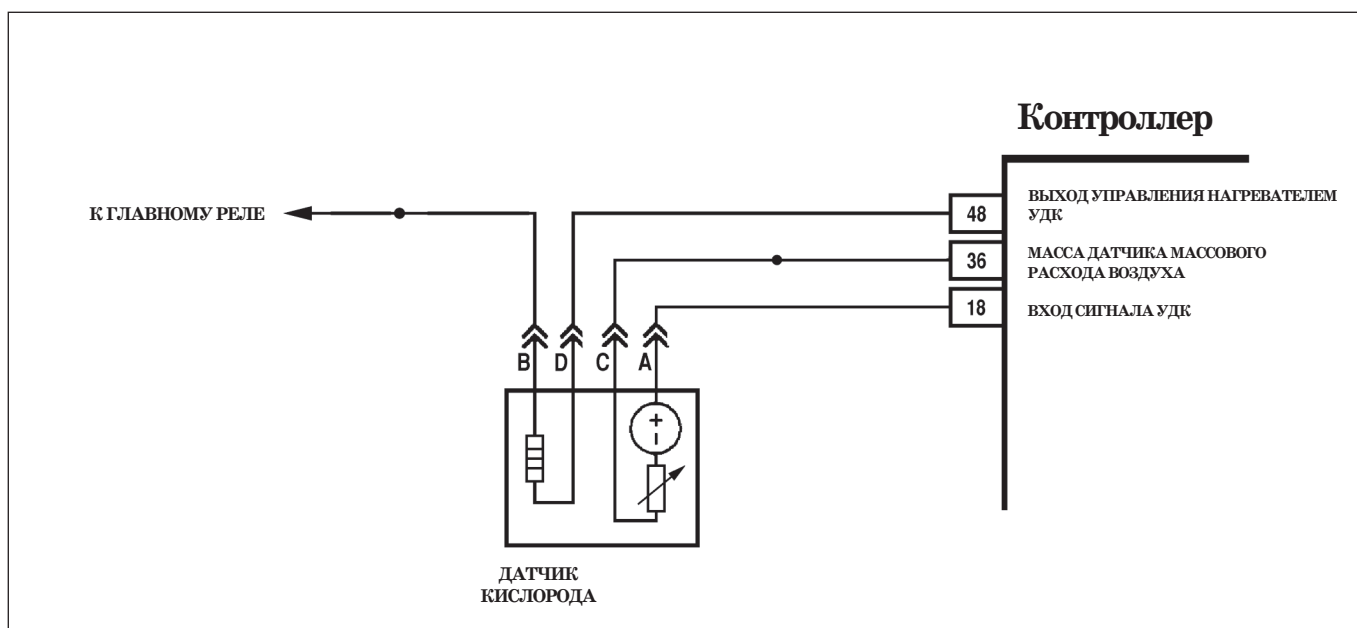 Контроллер
К ГЛАВНОМУ РЕЛЕ
48
ВЫХОД УПРАВЛЕНИЯ НАГРЕВАТЕЛЕМ
УДК
36
МАССА ДАТЧИКА МАССОВОГО
РАСХОДА ВОЗДУХА
18
ВХОД СИГНАЛА УДК
B D C A
+
–
ДАТЧИК
КИСЛОРОДА